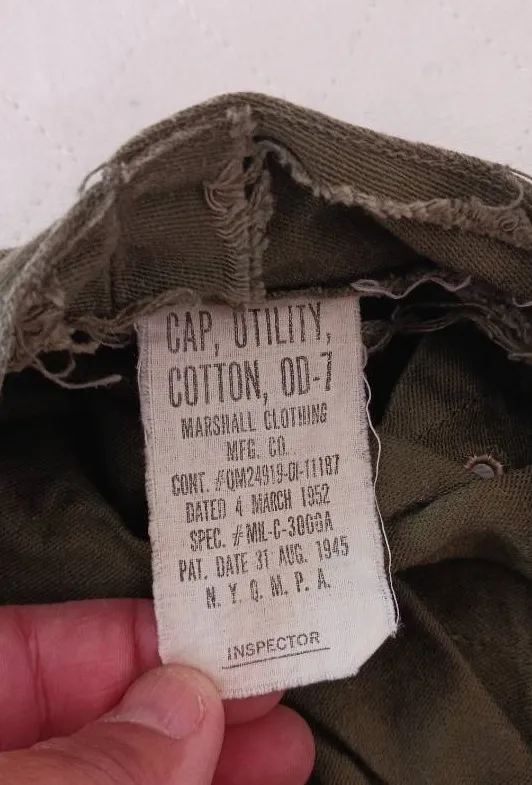 CAP, UTILITY,
COTTON, OD-7
MARSHALL CLOTHING
MFG. CO.
CONT. #QM24919-OI-11187
DATED 4 MARCH 1952
SPEC. #MIL-C-3000A
PAT. DATE 31 AUG. 1945
N. Y. Q. M. P. A.
INSPECTOR